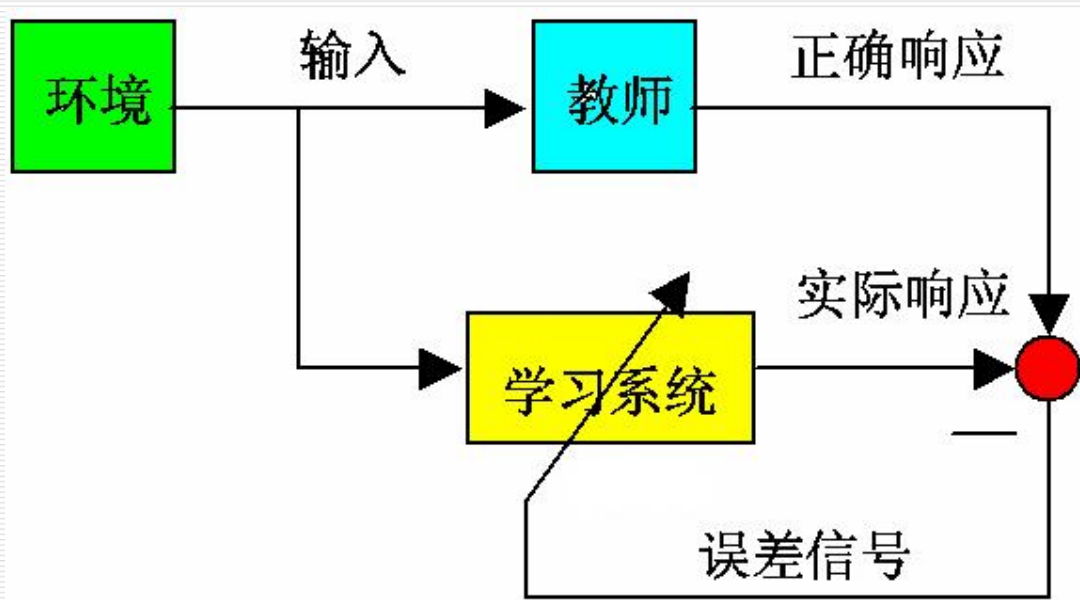 输入
正确响应
环境
教师
实际响应
学习系统
误差信号